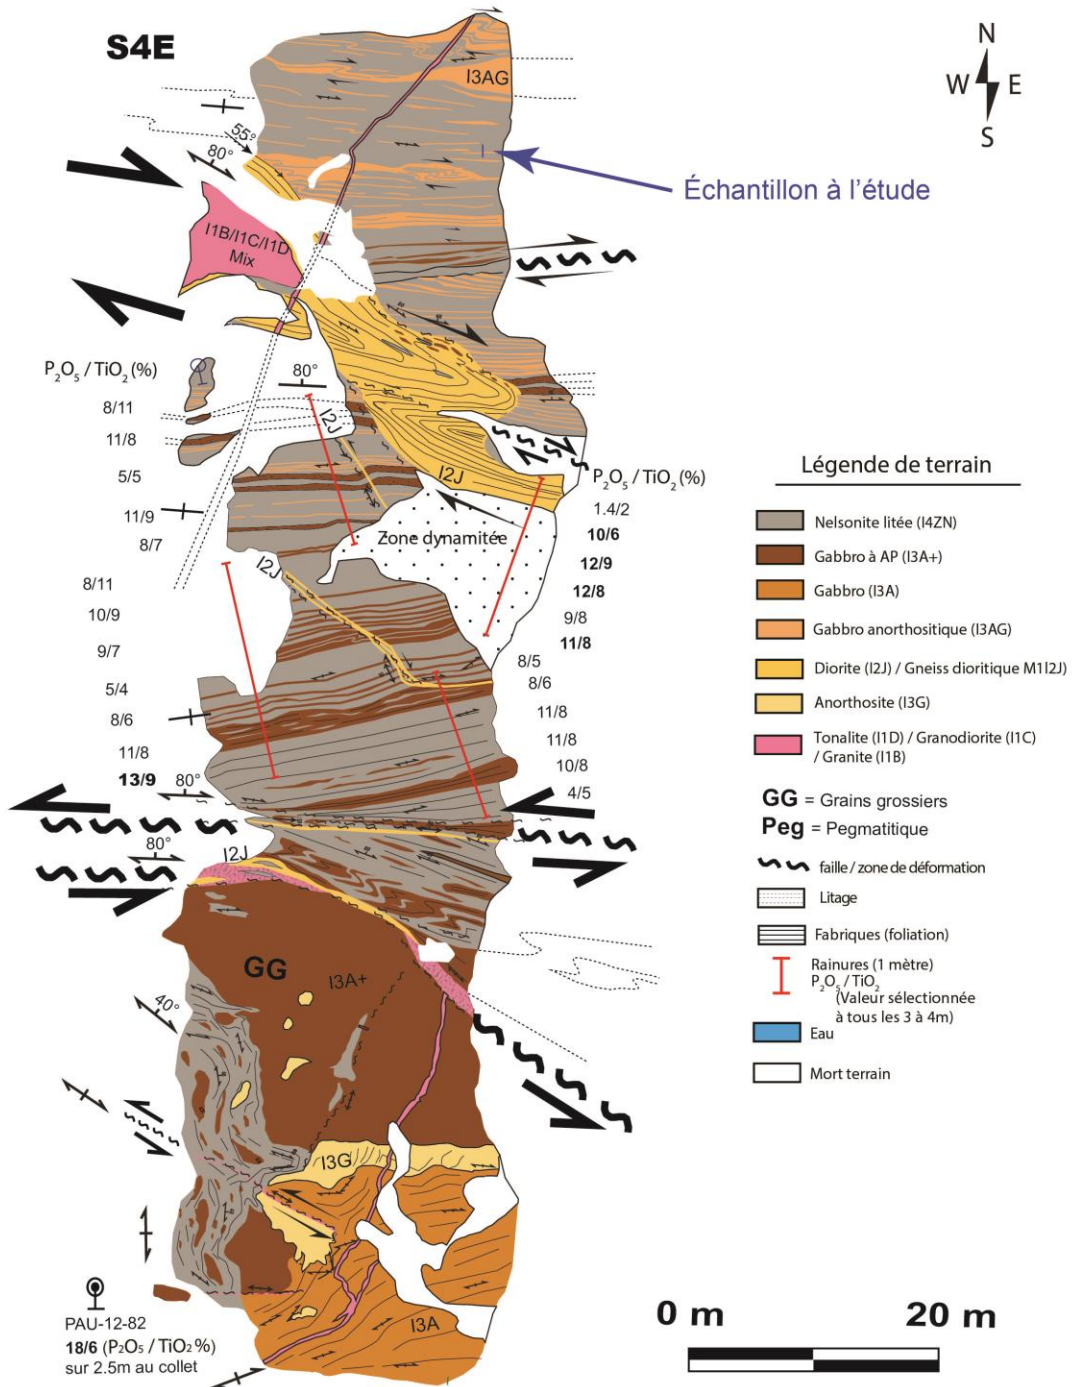 S4E
N
W E
S
I3AG
55°
80°
Échantillon à l'étude
I1B/I1C/I1D
Mix
P₂O₅ / TiO₂ (%)
8/11
11/8
5/5
11/9
8/7
8/11
10/9
9/7
5/4
8/6
11/8
13/9
80°
I2J
I2J
Zone dynamitée
I2J
P₂O₅ / TiO₂ (%)
1.4/2
10/6
12/9
12/8
9/8
11/8
8/5
8/6
11/8
11/8
10/8
4/5
80°
80°
I2J
GG
I3A+
40°
I3G
I3A
PAU-12-82
18/6 (P₂O₅ / TiO₂ %)
sur 2.5m au collet
Légende de terrain
Nelsonite litée (I4ZN)
Gabbro à AP (I3A+)
Gabbro (I3A)
Gabbro anorthositique (I3AG)
Diorite (I2J) / Gneiss dioritique M1I2J)
Anorthosite (I3G)
Tonalite (I1D) / Granodiorite (I1C)
/ Granite (I1B)
GG = Grains grossiers
Peg = Pegmatitique
faille / zone de déformation
Litage
Fabriques (foliation)
Rainures (1 mètre)
P₂O₅ / TiO₂
(Valeur sélectionnée
à tous les 3 à 4m)
Eau
Mort terrain
0 m 20 m